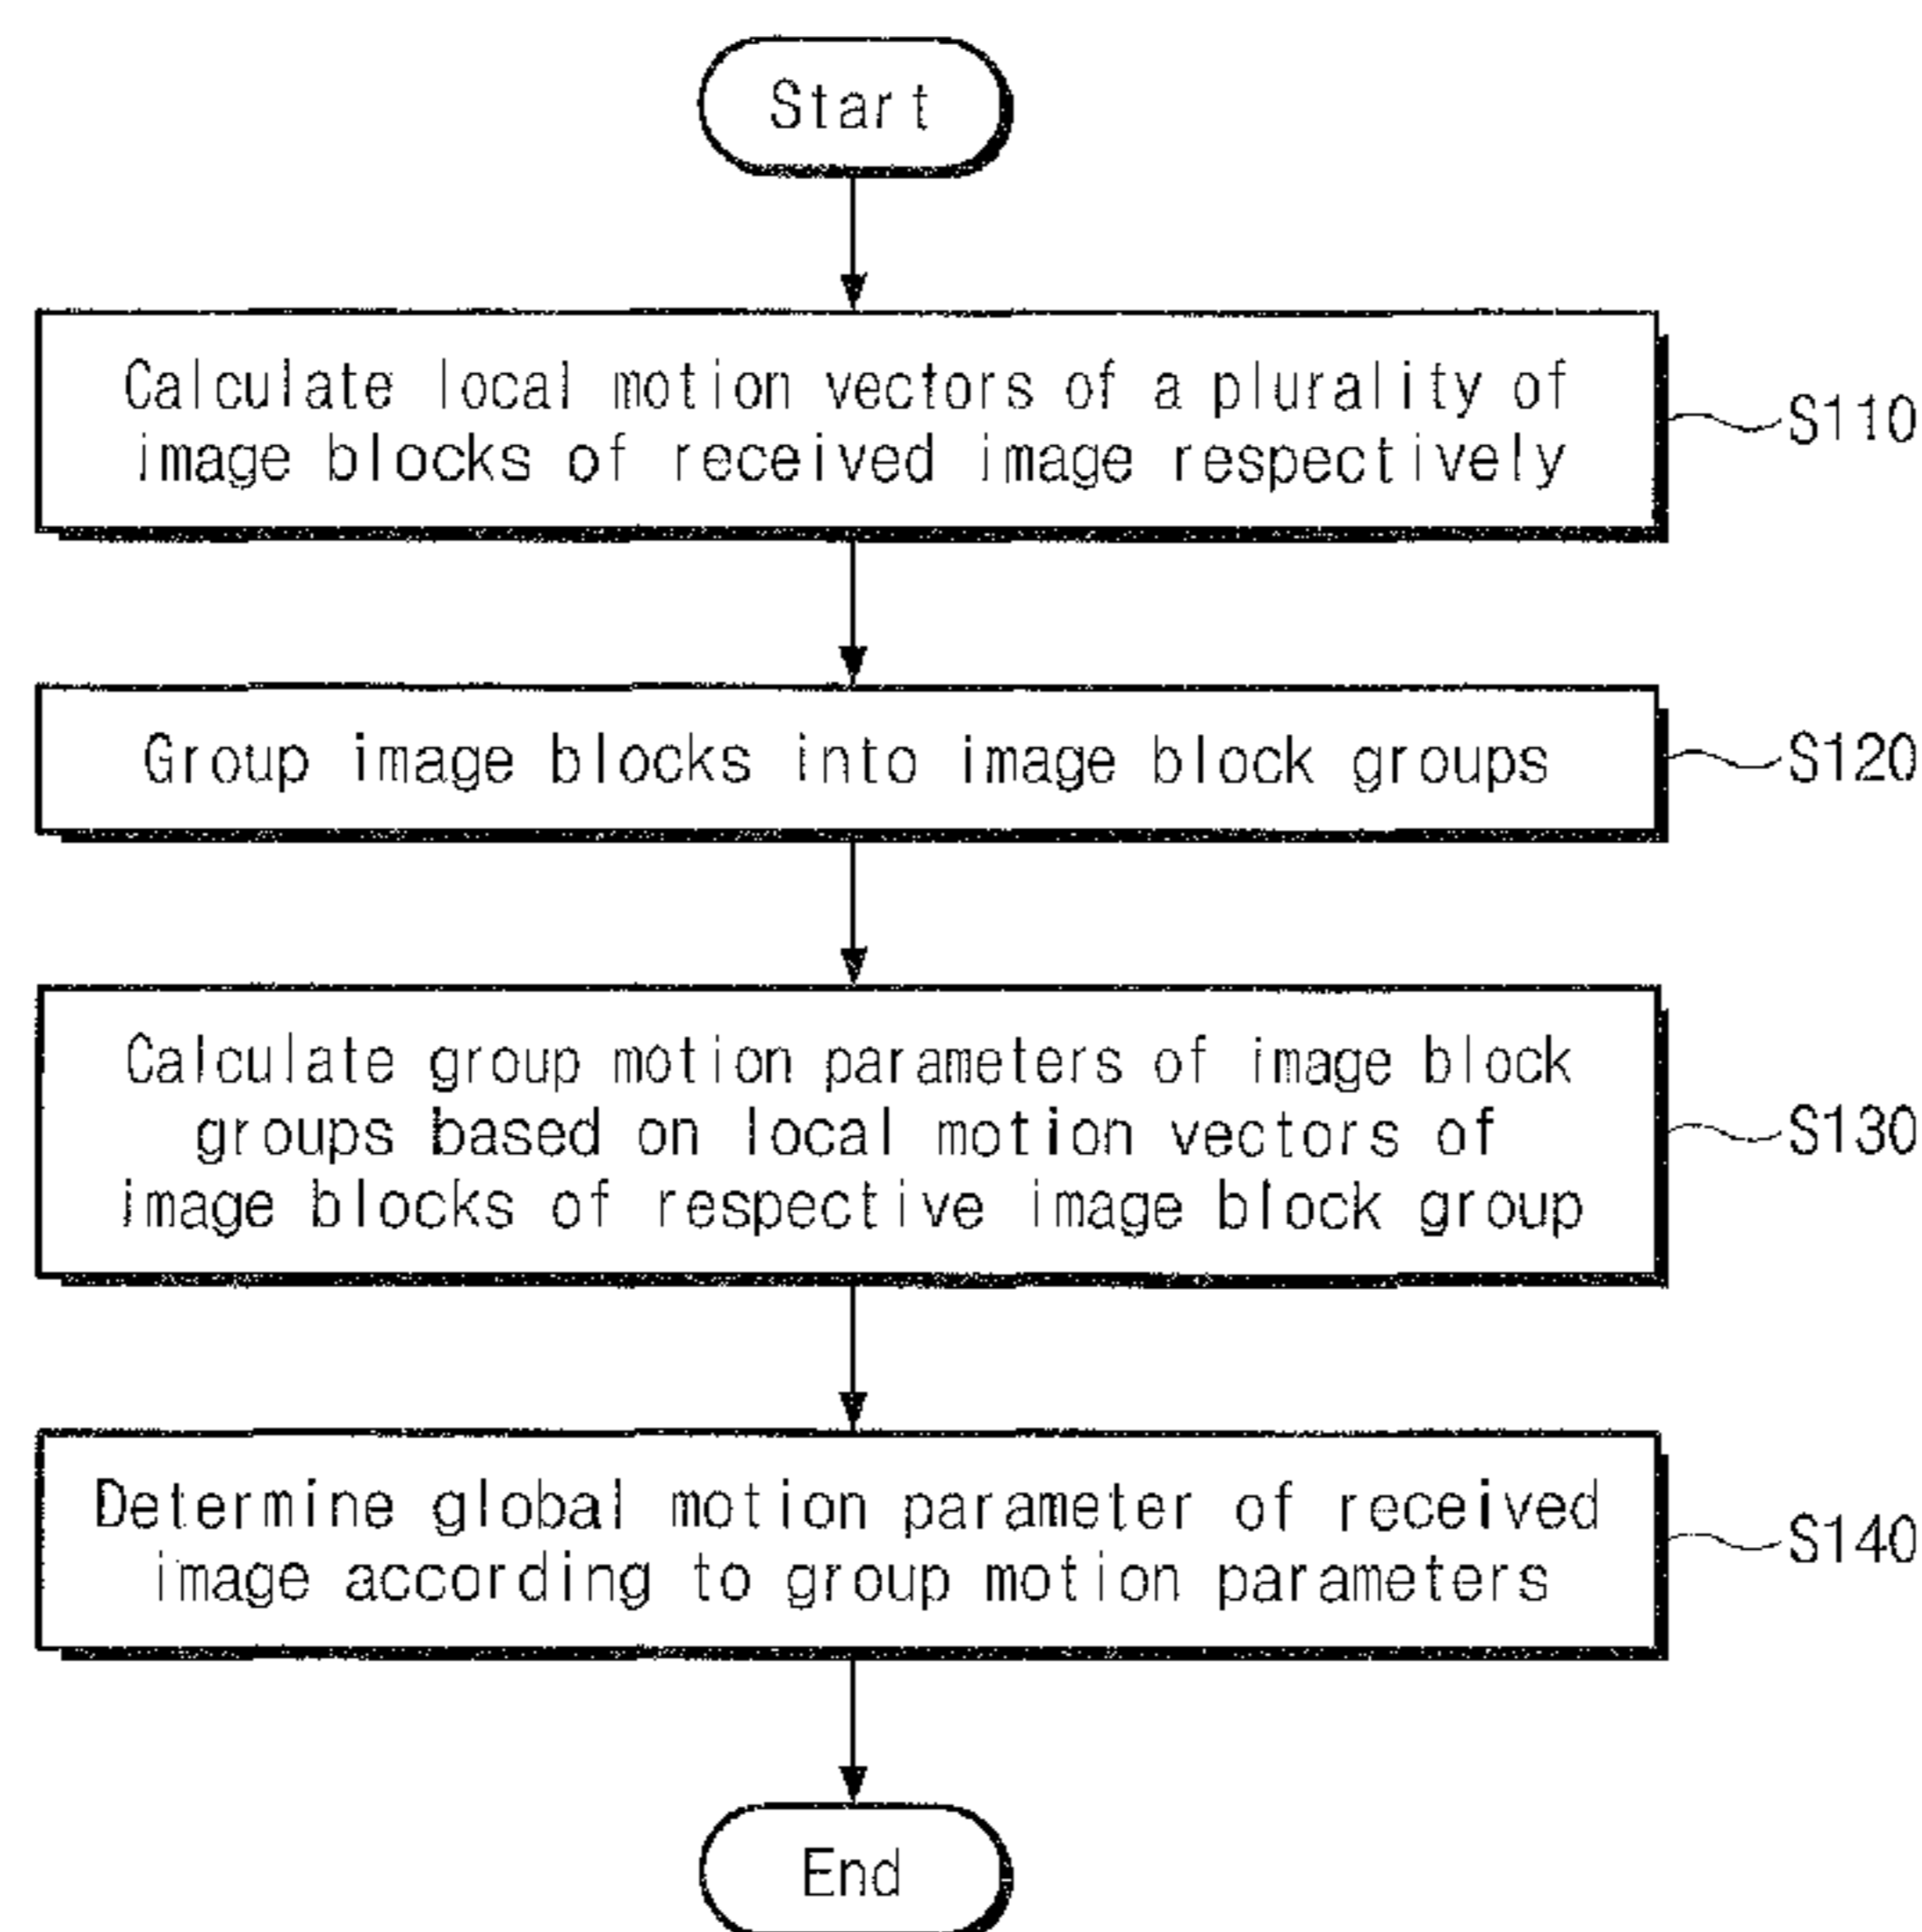 Start
Calculate local motion vectors of a plurality of
image blocks of received image respectively
S110
Group image blocks into image block groups
S120
Calculate group motion parameters of image block
groups based on local motion vectors of
image blocks of respective image block group
S130
Determine global motion parameter of received
image according to group motion parameters
S140
End